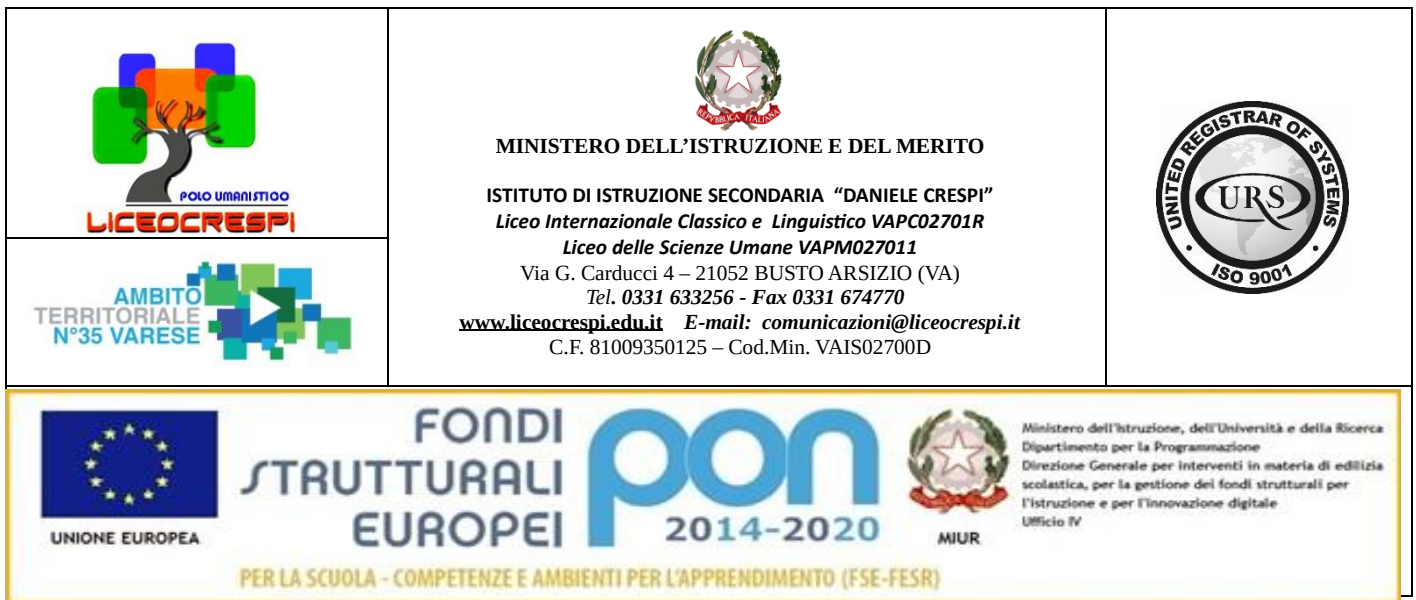 POLO UMANISTICO
LICEOCRESPI
AMBITO
TERRITORIALE
N°35 VARESE
REPVBBLICA ITALIANA
MINISTERO DELL'ISTRUZIONE E DEL MERITO
ISTITUTO DI ISTRUZIONE SECONDARIA “DANIELE CRESPI”
Liceo Internazionale Classico e Linguistico VAPC02701R
Liceo delle Scienze Umane VAPM027011
Via G. Carducci 4 – 21052 BUSTO ARSIZIO (VA)
Tel. 0331 633256 - Fax 0331 674770
www.liceocrespi.edu.it E-mail: comunicazioni@liceocrespi.it
C.F. 81009350125 – Cod.Min. VAIS02700D
UNITED REGISTRAR OF SYSTEMS
URS
ISO 9001
UNIONE EUROPEA
FONDI
STRUTTURALI
EUROPEI
pon
2014-2020
MIUR
Ministero dell'Istruzione, dell'Università e della Ricerca
Dipartimento per la Programmazione
Direzione Generale per interventi in materia di edilizia
scolastica, per la gestione dei fondi strutturali per
l'istruzione e per l'innovazione digitale
Ufficio IV
PER LA SCUOLA - COMPETENZE E AMBIENTI PER L'APPRENDIMENTO (FSE-FESR)